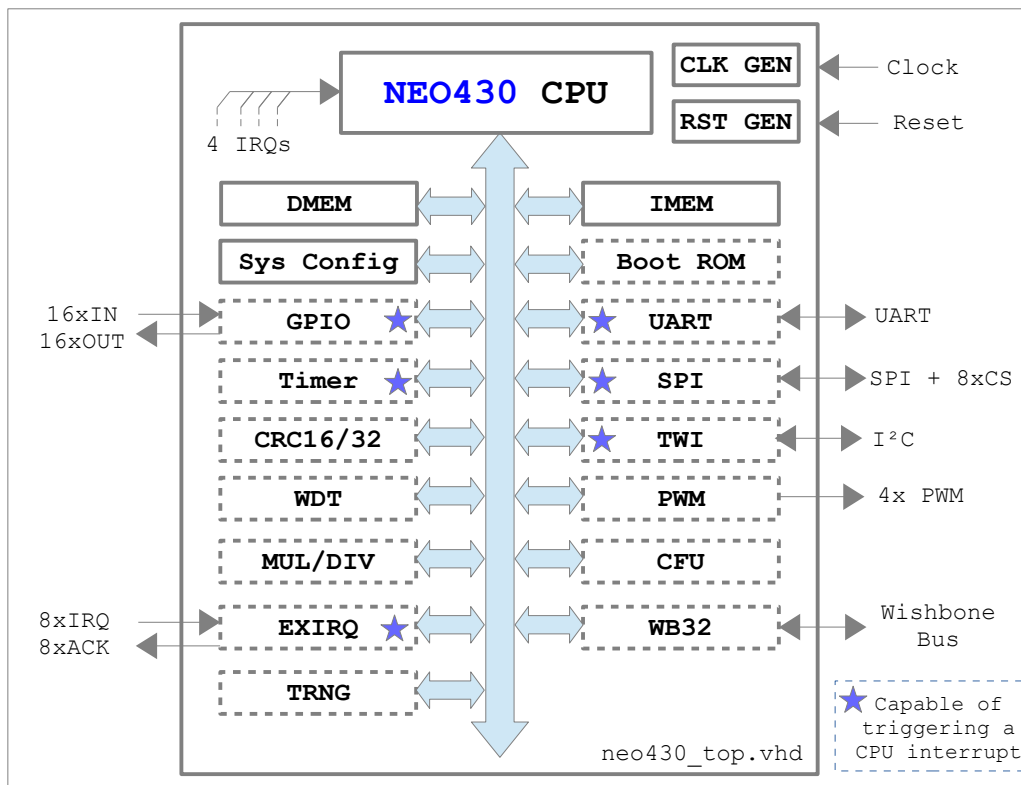 NEO430 CPU
CLK GEN
Clock
RST GEN
Reset
4 IRQs
DMEM
IMEM
Sys Config
Boot ROM
16xIN
16xOUT
GPIO
UART
UART
Timer
SPI
SPI + 8xCS
CRC16/32
TWI
I²C
WDT
PWM
4x PWM
MUL/DIV
CFU
8xIRQ
8xACK
EXIRQ
WB32
Wishbone
Bus
TRNG
neo430_top.vhd
Capable of
triggering a
CPU interrupt